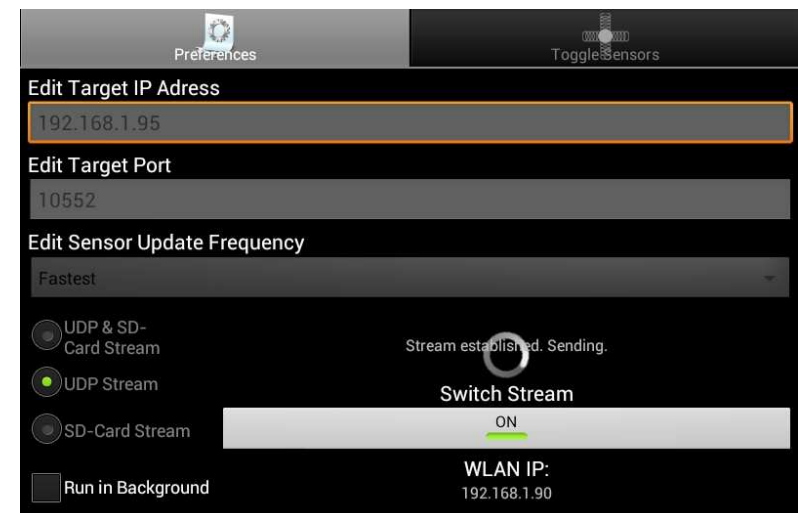 Preferences
Toggle Sensors
Edit Target IP Adress
192.168.1.95
Edit Target Port
10552
Edit Sensor Update Frequency
Fastest
UDP & SD-
Card Stream
Stream established. Sending.
UDP Stream
Switch Stream
SD-Card Stream
ON
Run in Background
WLAN IP:
192.168.1.90